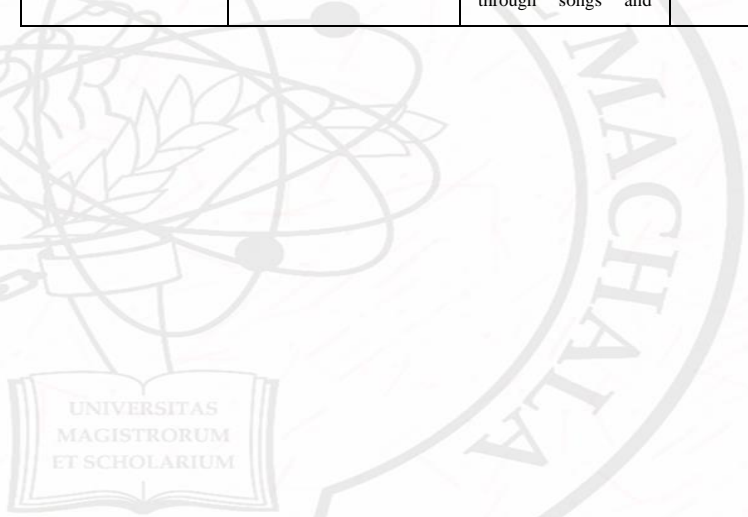 through songs and
E MACHALA
UNIVERSITAS
MAGISTRORUM
ET SCHOLARIUM